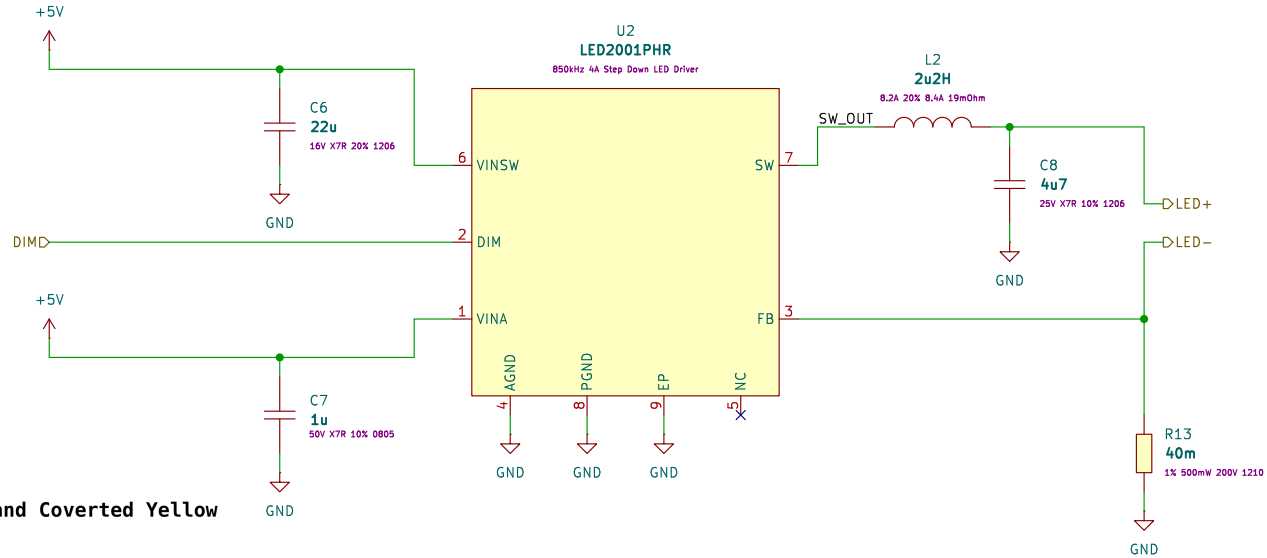 +5V
U2
LED2001PHR
850kHz 4A Step Down LED Driver
L2
2u2H
8.2A 20% 8.4A 19mOhm
C6
22u
16V X7R 20% 1206
SW_OUT
6
VINSW
SW
7
C8
4u7
25V X7R 10% 1206
LED+
GND
DIM
2
DIM
LED-
GND
+5V
1
VINA
FB
3
AGND
PGND
EP
NC
4
8
9
5
C7
1u
50V X7R 10% 0805
R13
40m
1% 500mW 200V 1210
GND
GND
GND
GND
Coverted Yellow
GND